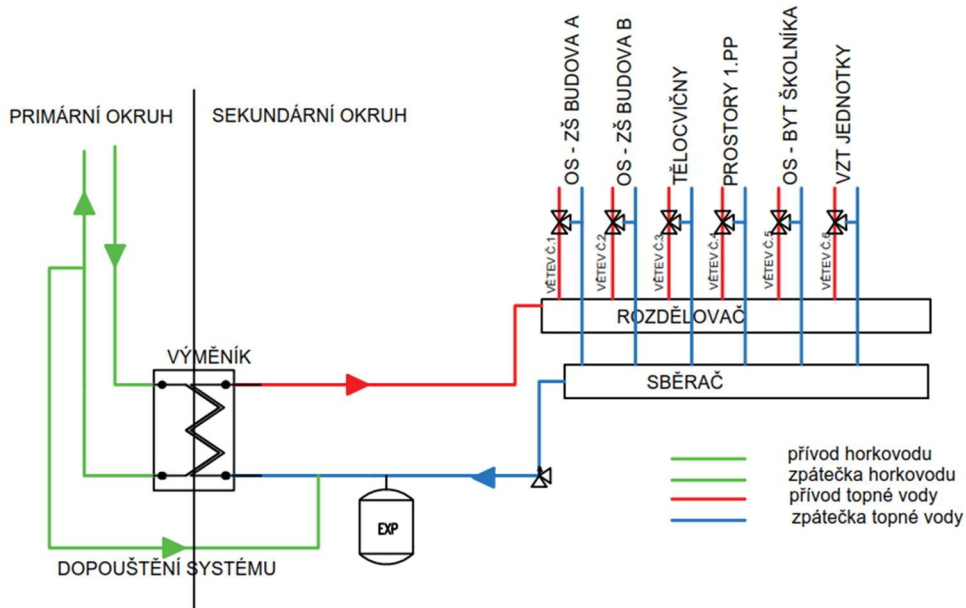 PRIMÁRNÍ OKRUH
SEKUNDÁRNÍ OKRUH
OS - ZŠ BUDOVA A
OS - ZŠ BUDOVA B
TĚLOCVIČNY
PROSTORY 1.PP
OS - BYT ŠKOLNÍKA
VZT JEDNOTKY
VĚTEV Č.1
VĚTEV Č.2
VĚTEV Č.3
VĚTEV Č.4
VĚTEV Č.5
VĚTEV Č.6
ROZDĚLOVAČ
VÝMĚNÍK
SBĚRAČ
EXP
DOPOUŠTĚNÍ SYSTÉMU
přívod horkovodu
zpátečka horkovodu
přívod topné vody
zpátečka topné vody